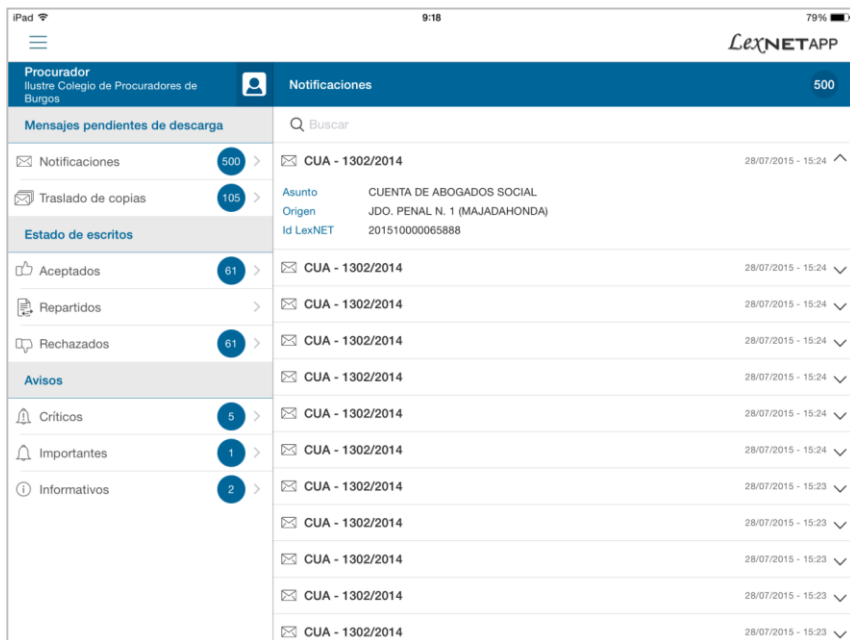 iPad 9:18 79%
LexNETAPP
Procurador
Ilustre Colegio de Procuradores de
Burgos
Mensajes pendientes de descarga
Notificaciones 500
Traslado de copias 105
Estado de escritos
Aceptados 61
Repartidos
Rechazados 61
Avisos
Críticos 5
Importantes 1
Informativos 2
Notificaciones 500
Buscar
CUA - 1302/2014 28/07/2015 - 15:24
Asunto CUENTA DE ABOGADOS SOCIAL
Origen JDO. PENAL N. 1 (MAJADAHONDA)
Id LexNET 201510000065888
CUA - 1302/2014 28/07/2015 - 15:24
CUA - 1302/2014 28/07/2015 - 15:24
CUA - 1302/2014 28/07/2015 - 15:24
CUA - 1302/2014 28/07/2015 - 15:24
CUA - 1302/2014 28/07/2015 - 15:24
CUA - 1302/2014 28/07/2015 - 15:24
CUA - 1302/2014 28/07/2015 - 15:23
CUA - 1302/2014 28/07/2015 - 15:23
CUA - 1302/2014 28/07/2015 - 15:23
CUA - 1302/2014 28/07/2015 - 15:23
CUA - 1302/2014 28/07/2015 - 15:23